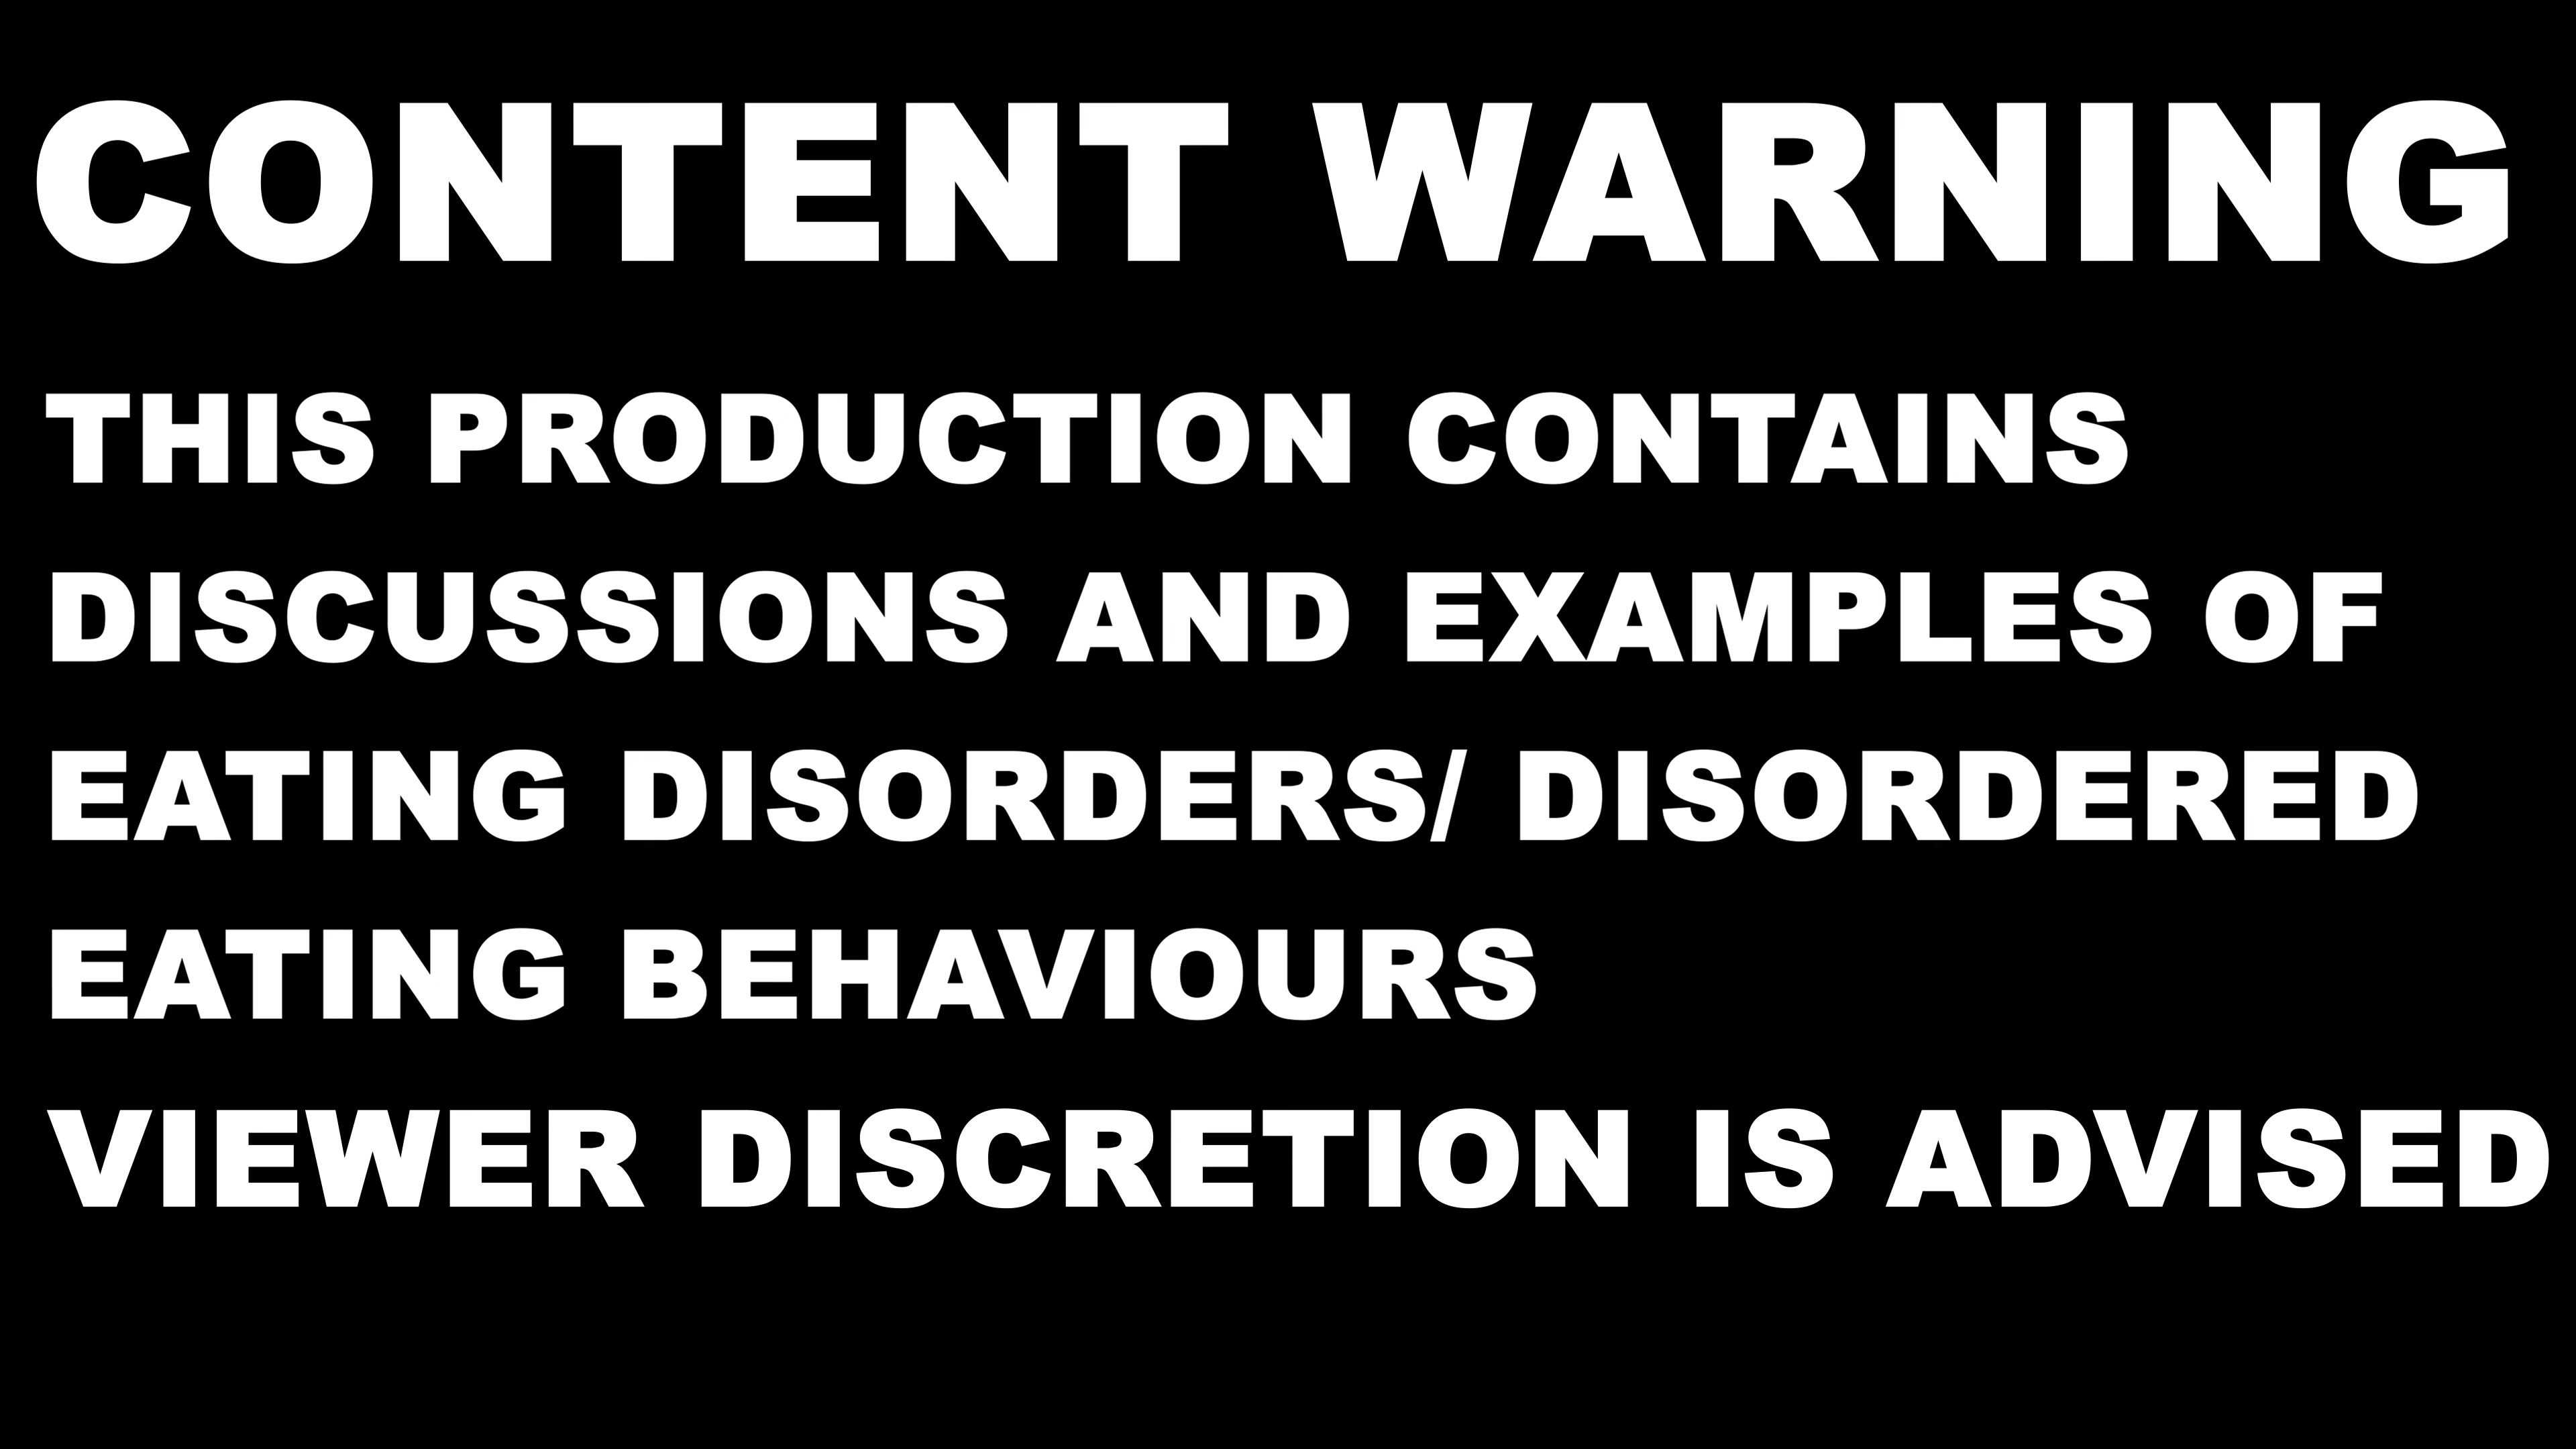 CONTENT WARNING
THIS PRODUCTION CONTAINS
DISCUSSIONS AND EXAMPLES OF
EATING DISORDERS/ DISORDERED
EATING BEHAVIOURS
VIEWER DISCRETION IS ADVISED